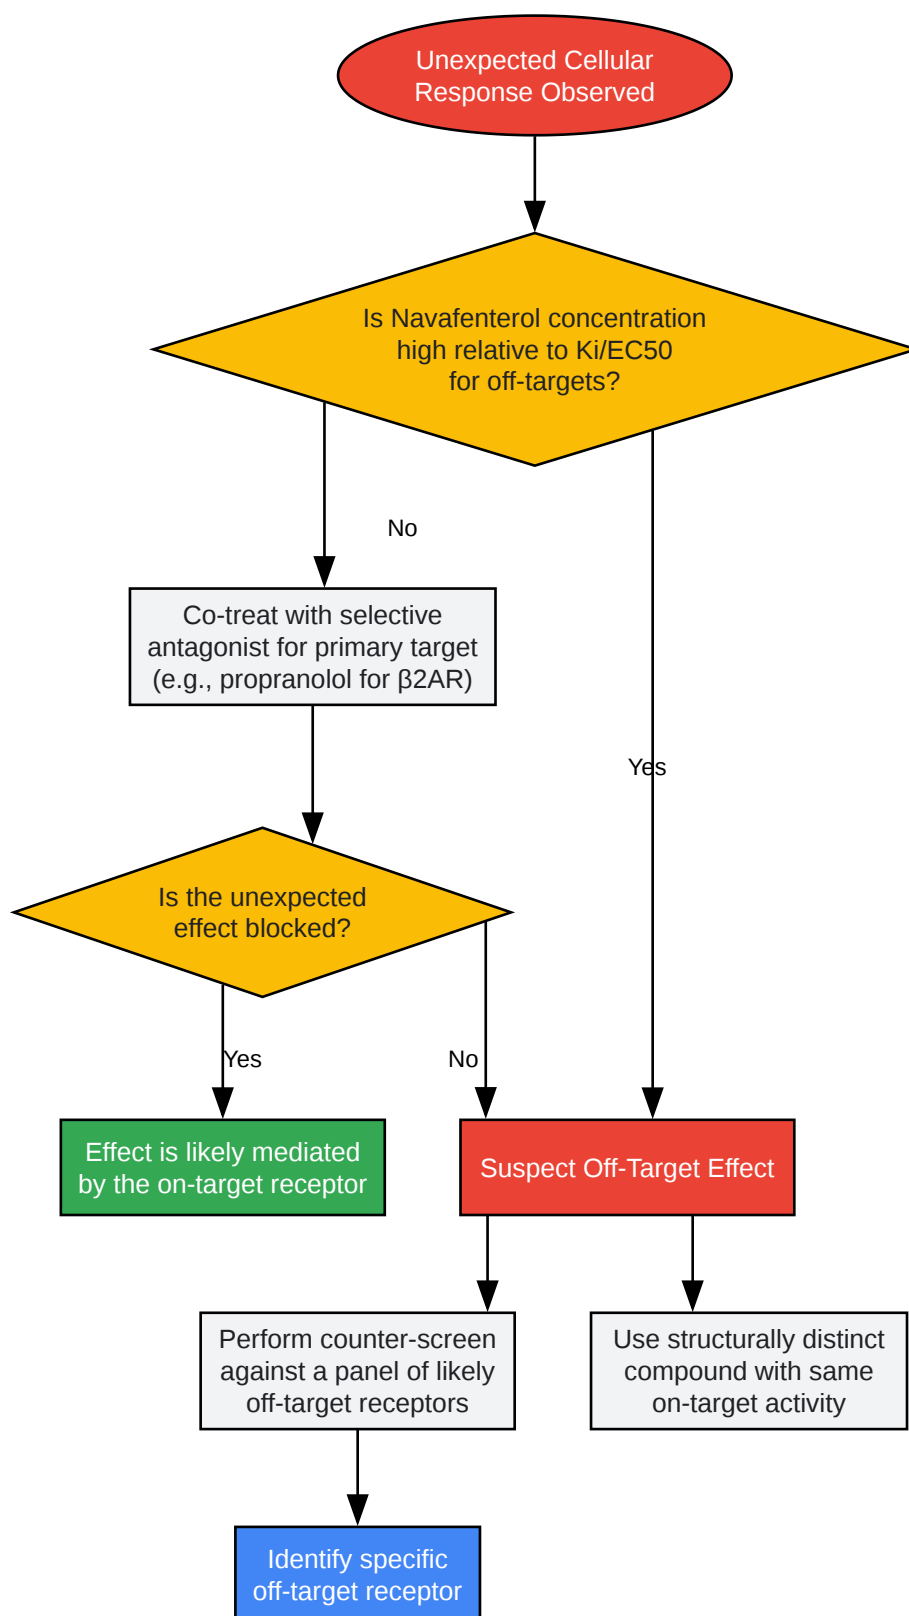 Unexpected Cellular
Response Observed
Is Navafenterol concentration
high relative to Ki/EC50
for off-targets?
No
Co-treat with selective
antagonist for primary target
(e.g., propranolol for β2AR)
Yes
Is the unexpected
effect blocked?
Yes
No
Effect is likely mediated
by the on-target receptor
Suspect Off-Target Effect
Perform counter-screen
against a panel of likely
off-target receptors
Use structurally distinct
compound with same
on-target activity
Identify specific
off-target receptor